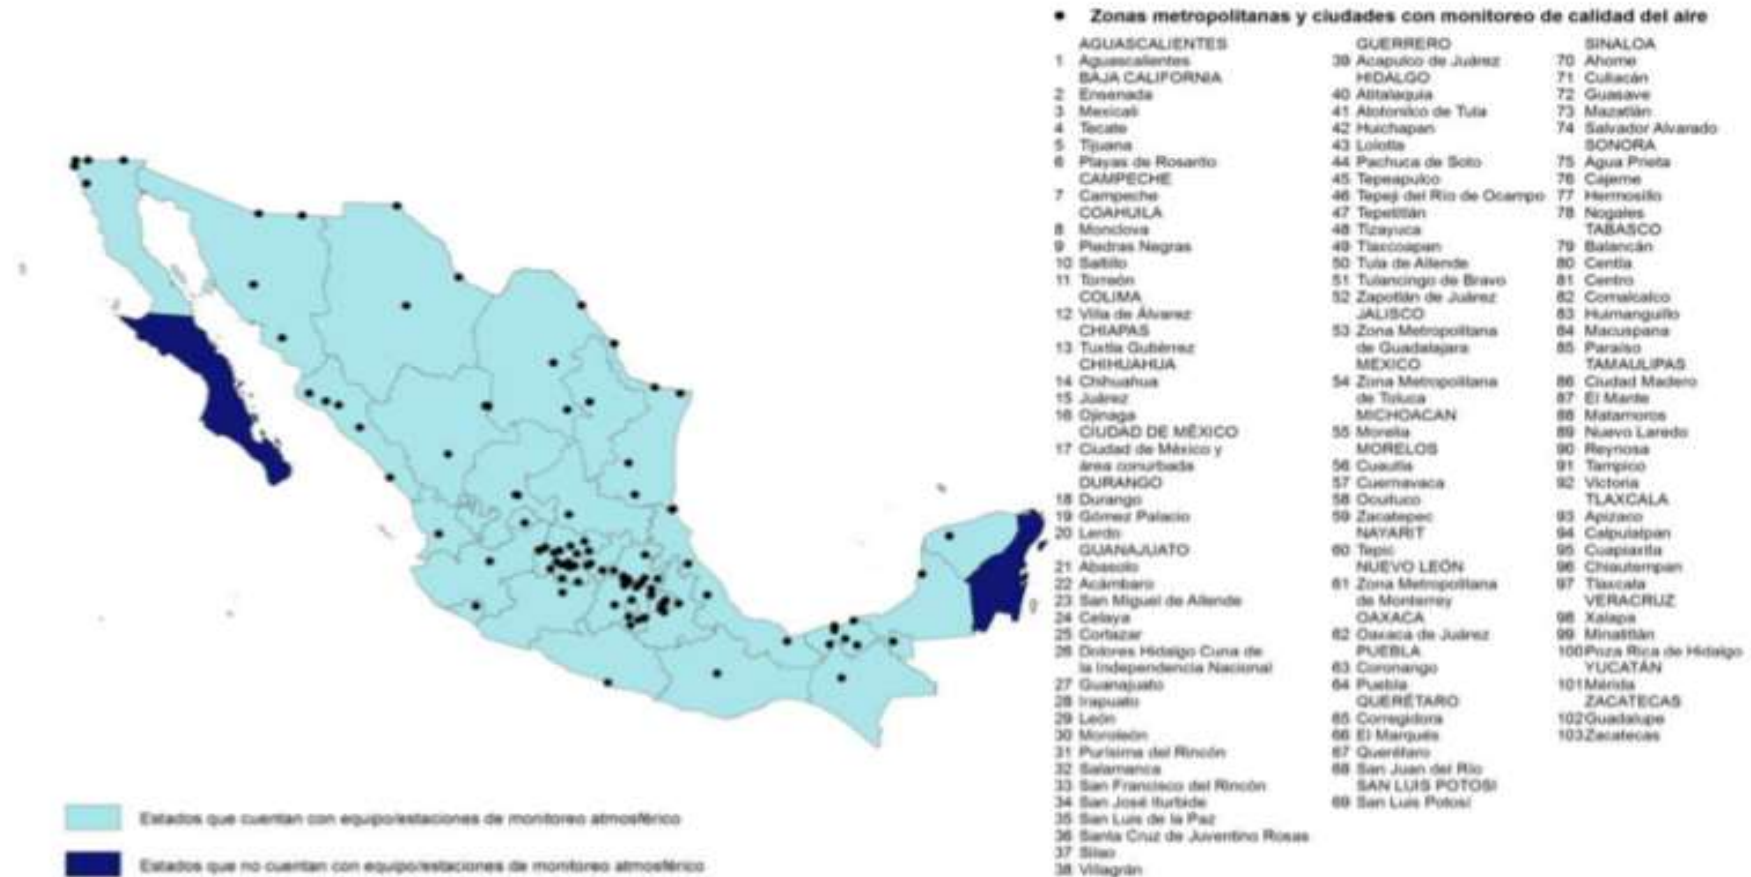 Zonas metropolitanas y ciudades con monitoreo de calidad del aire
AGUASCALIENTES
1 Aguascalientes
BAJA CALIFORNIA
2 Ensenada
3 Mexicali
4 Tecate
5 Tijuana
6 Playas de Rosarito
CAMPECHE
7 Campeche
COAHUILA
8 Monclova
9 Piedras Negras
10 Saltillo
11 Torreón
COLIMA
12 Villa de Álvarez
CHIAPAS
13 Tuxtla Gutiérrez
CHIHUAHUA
14 Chihuahua
15 Juárez
16 Ojinaga
CIUDAD DE MÉXICO
17 Ciudad de México y
área conurbada
DURANGO
18 Durango
19 Gómez Palacio
20 Lerdo
GUANAJUATO
21 Abasolo
22 Acámbaro
23 San Miguel de Allende
24 Celaya
25 Cortazar
26 Dolores Hidalgo Cuna de
la Independencia Nacional
27 Guanajuato
28 Irapuato
29 León
30 Moroleón
31 Purísima del Rincón
32 Salamanca
33 San Francisco del Rincón
34 San José Iturbide
35 San Luis de la Paz
36 Santa Cruz de Juventino Rosas
37 Silao
38 Villagrán
GUERRERO
39 Acapulco de Juárez
HIDALGO
40 Atitalaquia
41 Atotonilco de Tula
42 Huichapan
43 Lolotla
44 Pachuca de Soto
45 Tepeapulco
46 Tepeji del Río de Ocampo
47 Tepetitlán
48 Tizayuca
49 Tlaxcoapan
50 Tula de Allende
51 Tulancingo de Bravo
52 Zapotlán de Juárez
JALISCO
53 Zona Metropolitana
de Guadalajara
MEXICO
54 Zona Metropolitana
de Toluca
MICHOACAN
55 Morelia
MORELOS
56 Cuautla
57 Cuernavaca
58 Ocuituco
59 Zacatepec
NAYARIT
60 Tepic
NUEVO LEÓN
61 Zona Metropolitana
de Monterrey
OAXACA
62 Oaxaca de Juárez
PUEBLA
63 Coronango
64 Puebla
QUERÉTARO
65 Corregidora
66 El Marqués
67 Querétaro
68 San Juan del Río
SAN LUIS POTOSI
69 San Luis Potosí
SINALOA
70 Ahome
71 Culiacán
72 Guasave
73 Mazatlán
74 Salvador Alvarado
SONORA
75 Agua Prieta
76 Cajeme
77 Hermosillo
78 Nogales
TABASCO
79 Balancán
80 Centla
81 Centro
82 Comalcalco
83 Huimanguillo
84 Macuspana
85 Paraíso
TAMAULIPAS
86 Ciudad Madero
87 El Mante
88 Matamoros
89 Nuevo Laredo
90 Reynosa
91 Tampico
92 Victoria
TLAXCALA
93 Apizaco
94 Calpulalpan
95 Cuapiaxtla
96 Chiautempan
97 Tlaxcala
VERACRUZ
98 Xalapa
99 Minatitlán
100Poza Rica de Hidalgo
YUCATÁN
101Mérida
ZACATECAS
102Guadalupe
103Zacatecas
Estados que cuentan con equipo/estaciones de monitoreo atmosférico
Estados que no cuentan con equipo/estaciones de monitoreo atmosférico